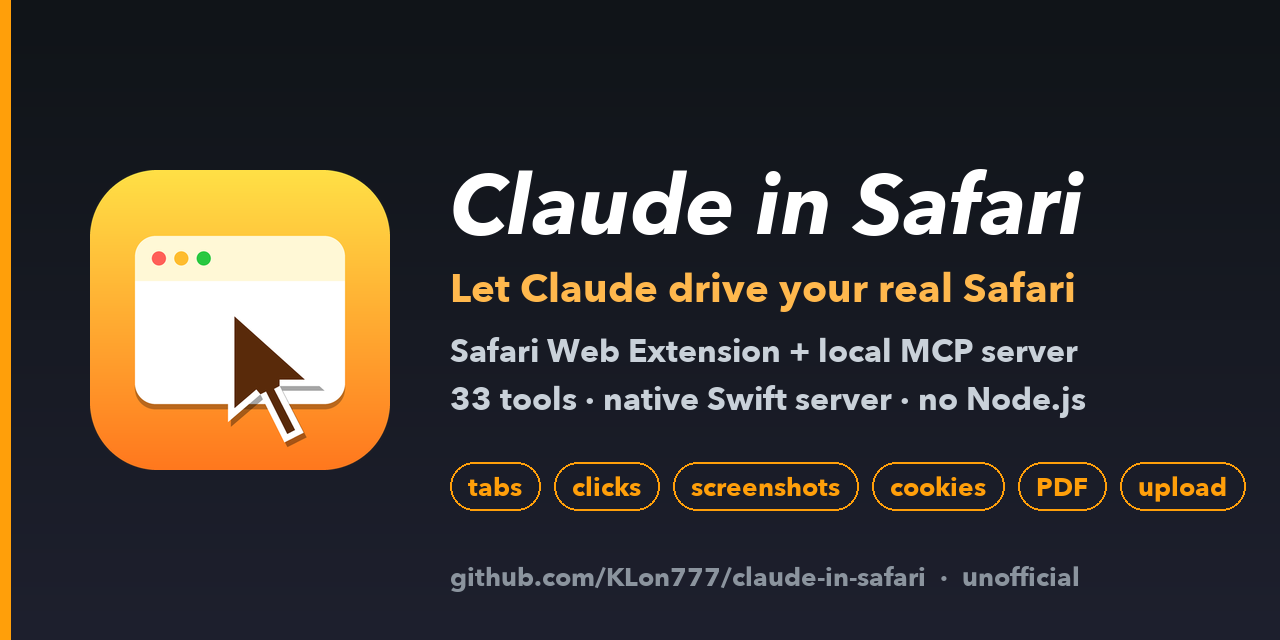 Claude in Safari
Let Claude drive your real Safari
Safari Web Extension + local MCP server
33 tools · native Swift server · no Node.js
tabs clicks screenshots cookies PDF upload
github.com/KLon777/claude-in-safari · unofficial